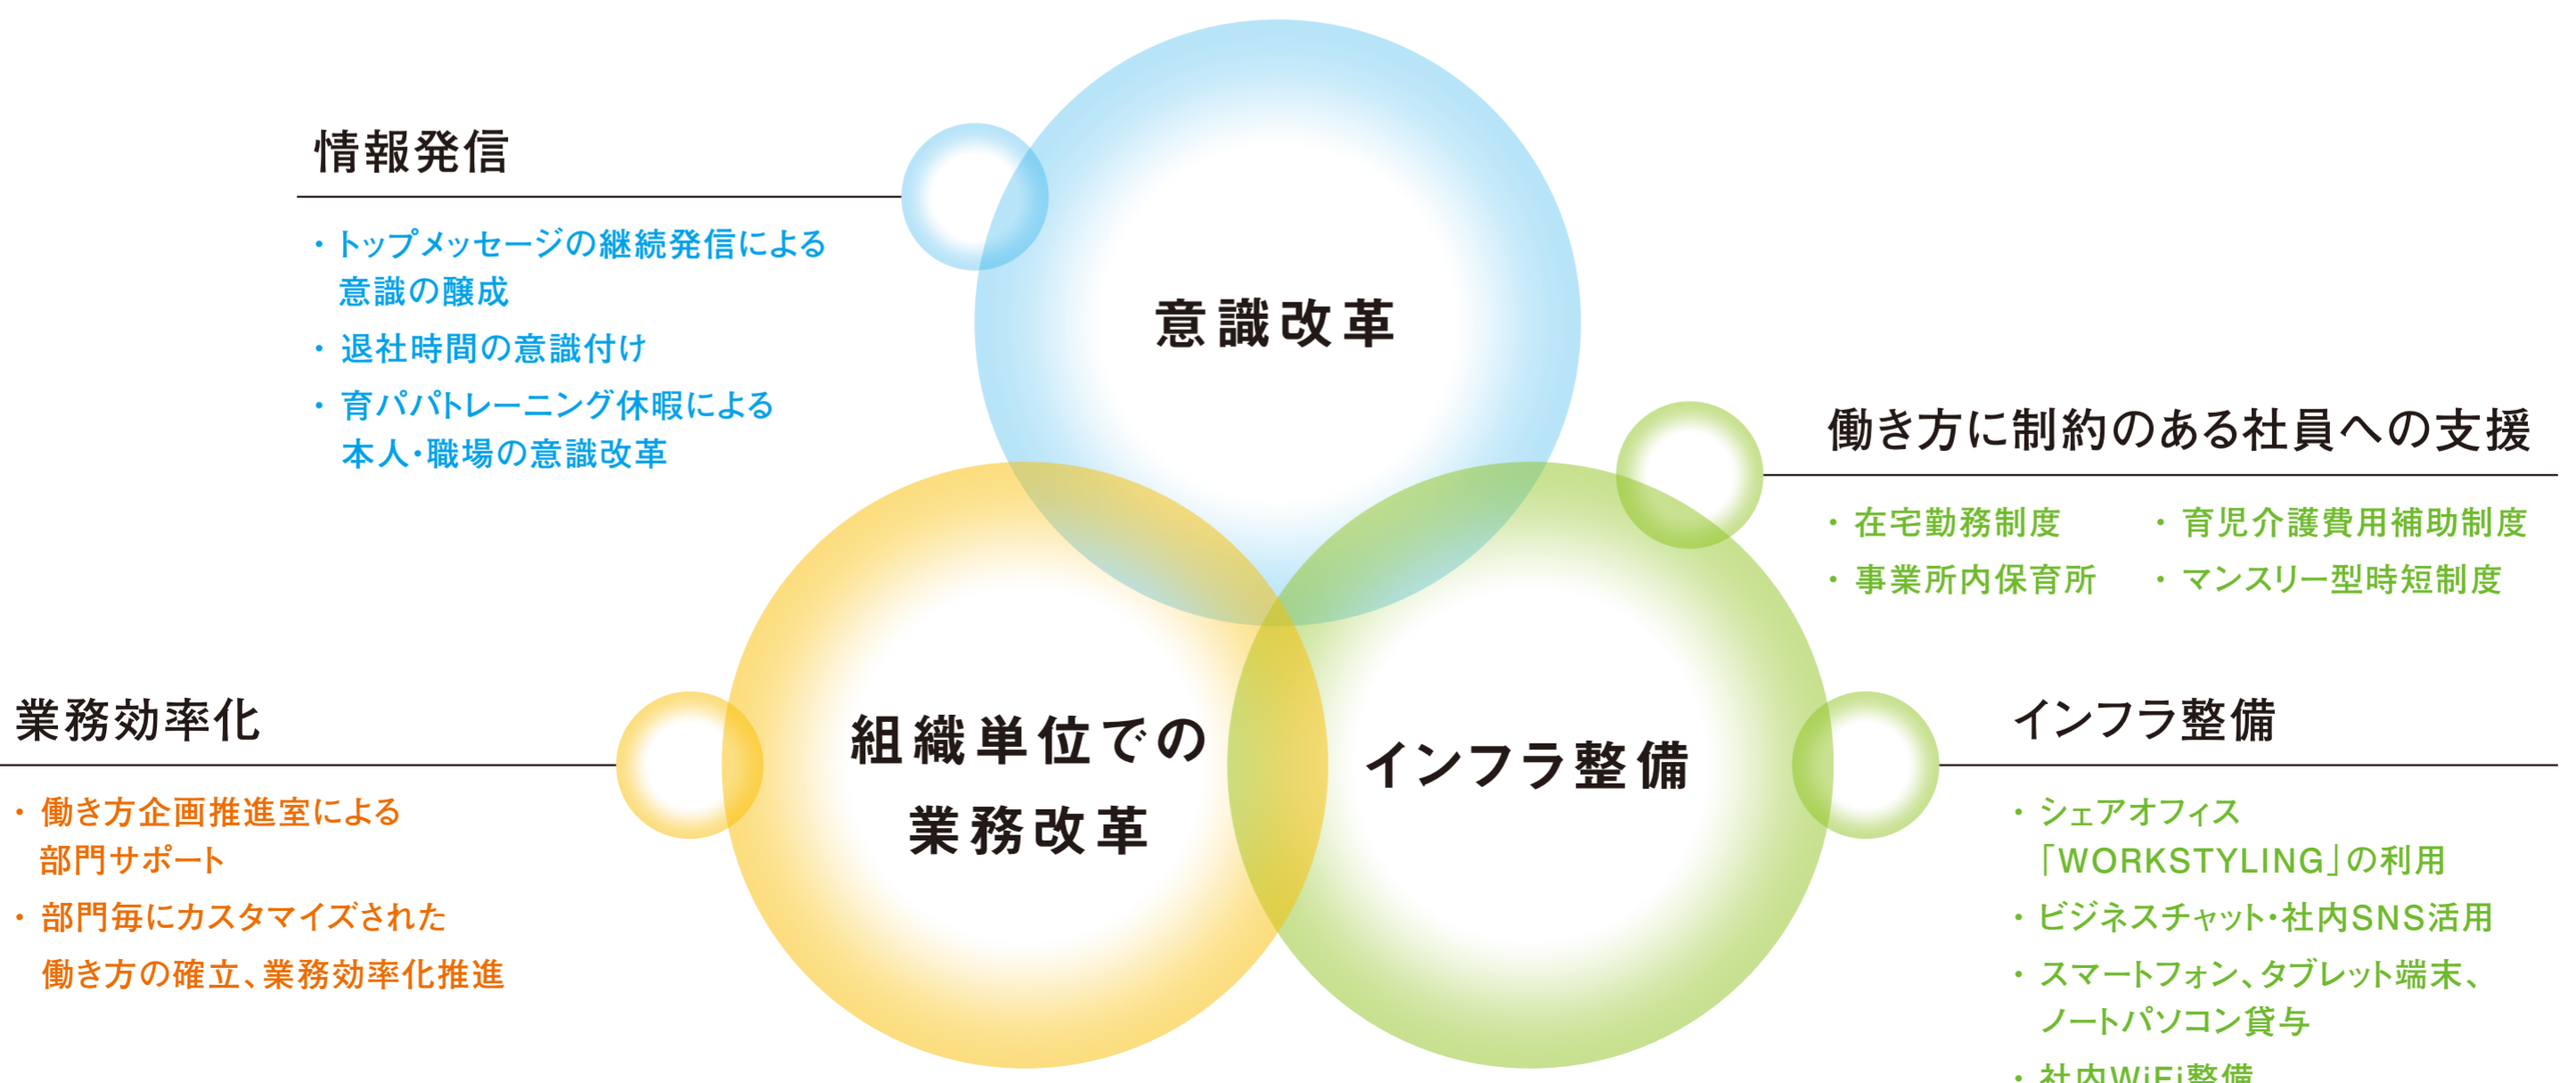 情報発信
・トップメッセージの継続発信による
意識の醸成
・退社時間の意識付け
・育パパトレーニング休暇による
本人・職場の意識改革
意識改革
働き方に制約のある社員への支援
・在宅勤務制度
・育児介護費用補助制度
・事業所内保育所
・マンスリー型時短制度
業務効率化
・働き方企画推進室による
部門サポート
・部門毎にカスタマイズされた
働き方の確立、業務効率化推進
組織単位での
業務改革
インフラ整備
インフラ整備
・シェアオフィス
「WORKSTYLING」の利用
・ビジネスチャット・社内SNS活用
・スマートフォン、タブレット端末、
ノートパソコン貸与
・社内WiFi整備